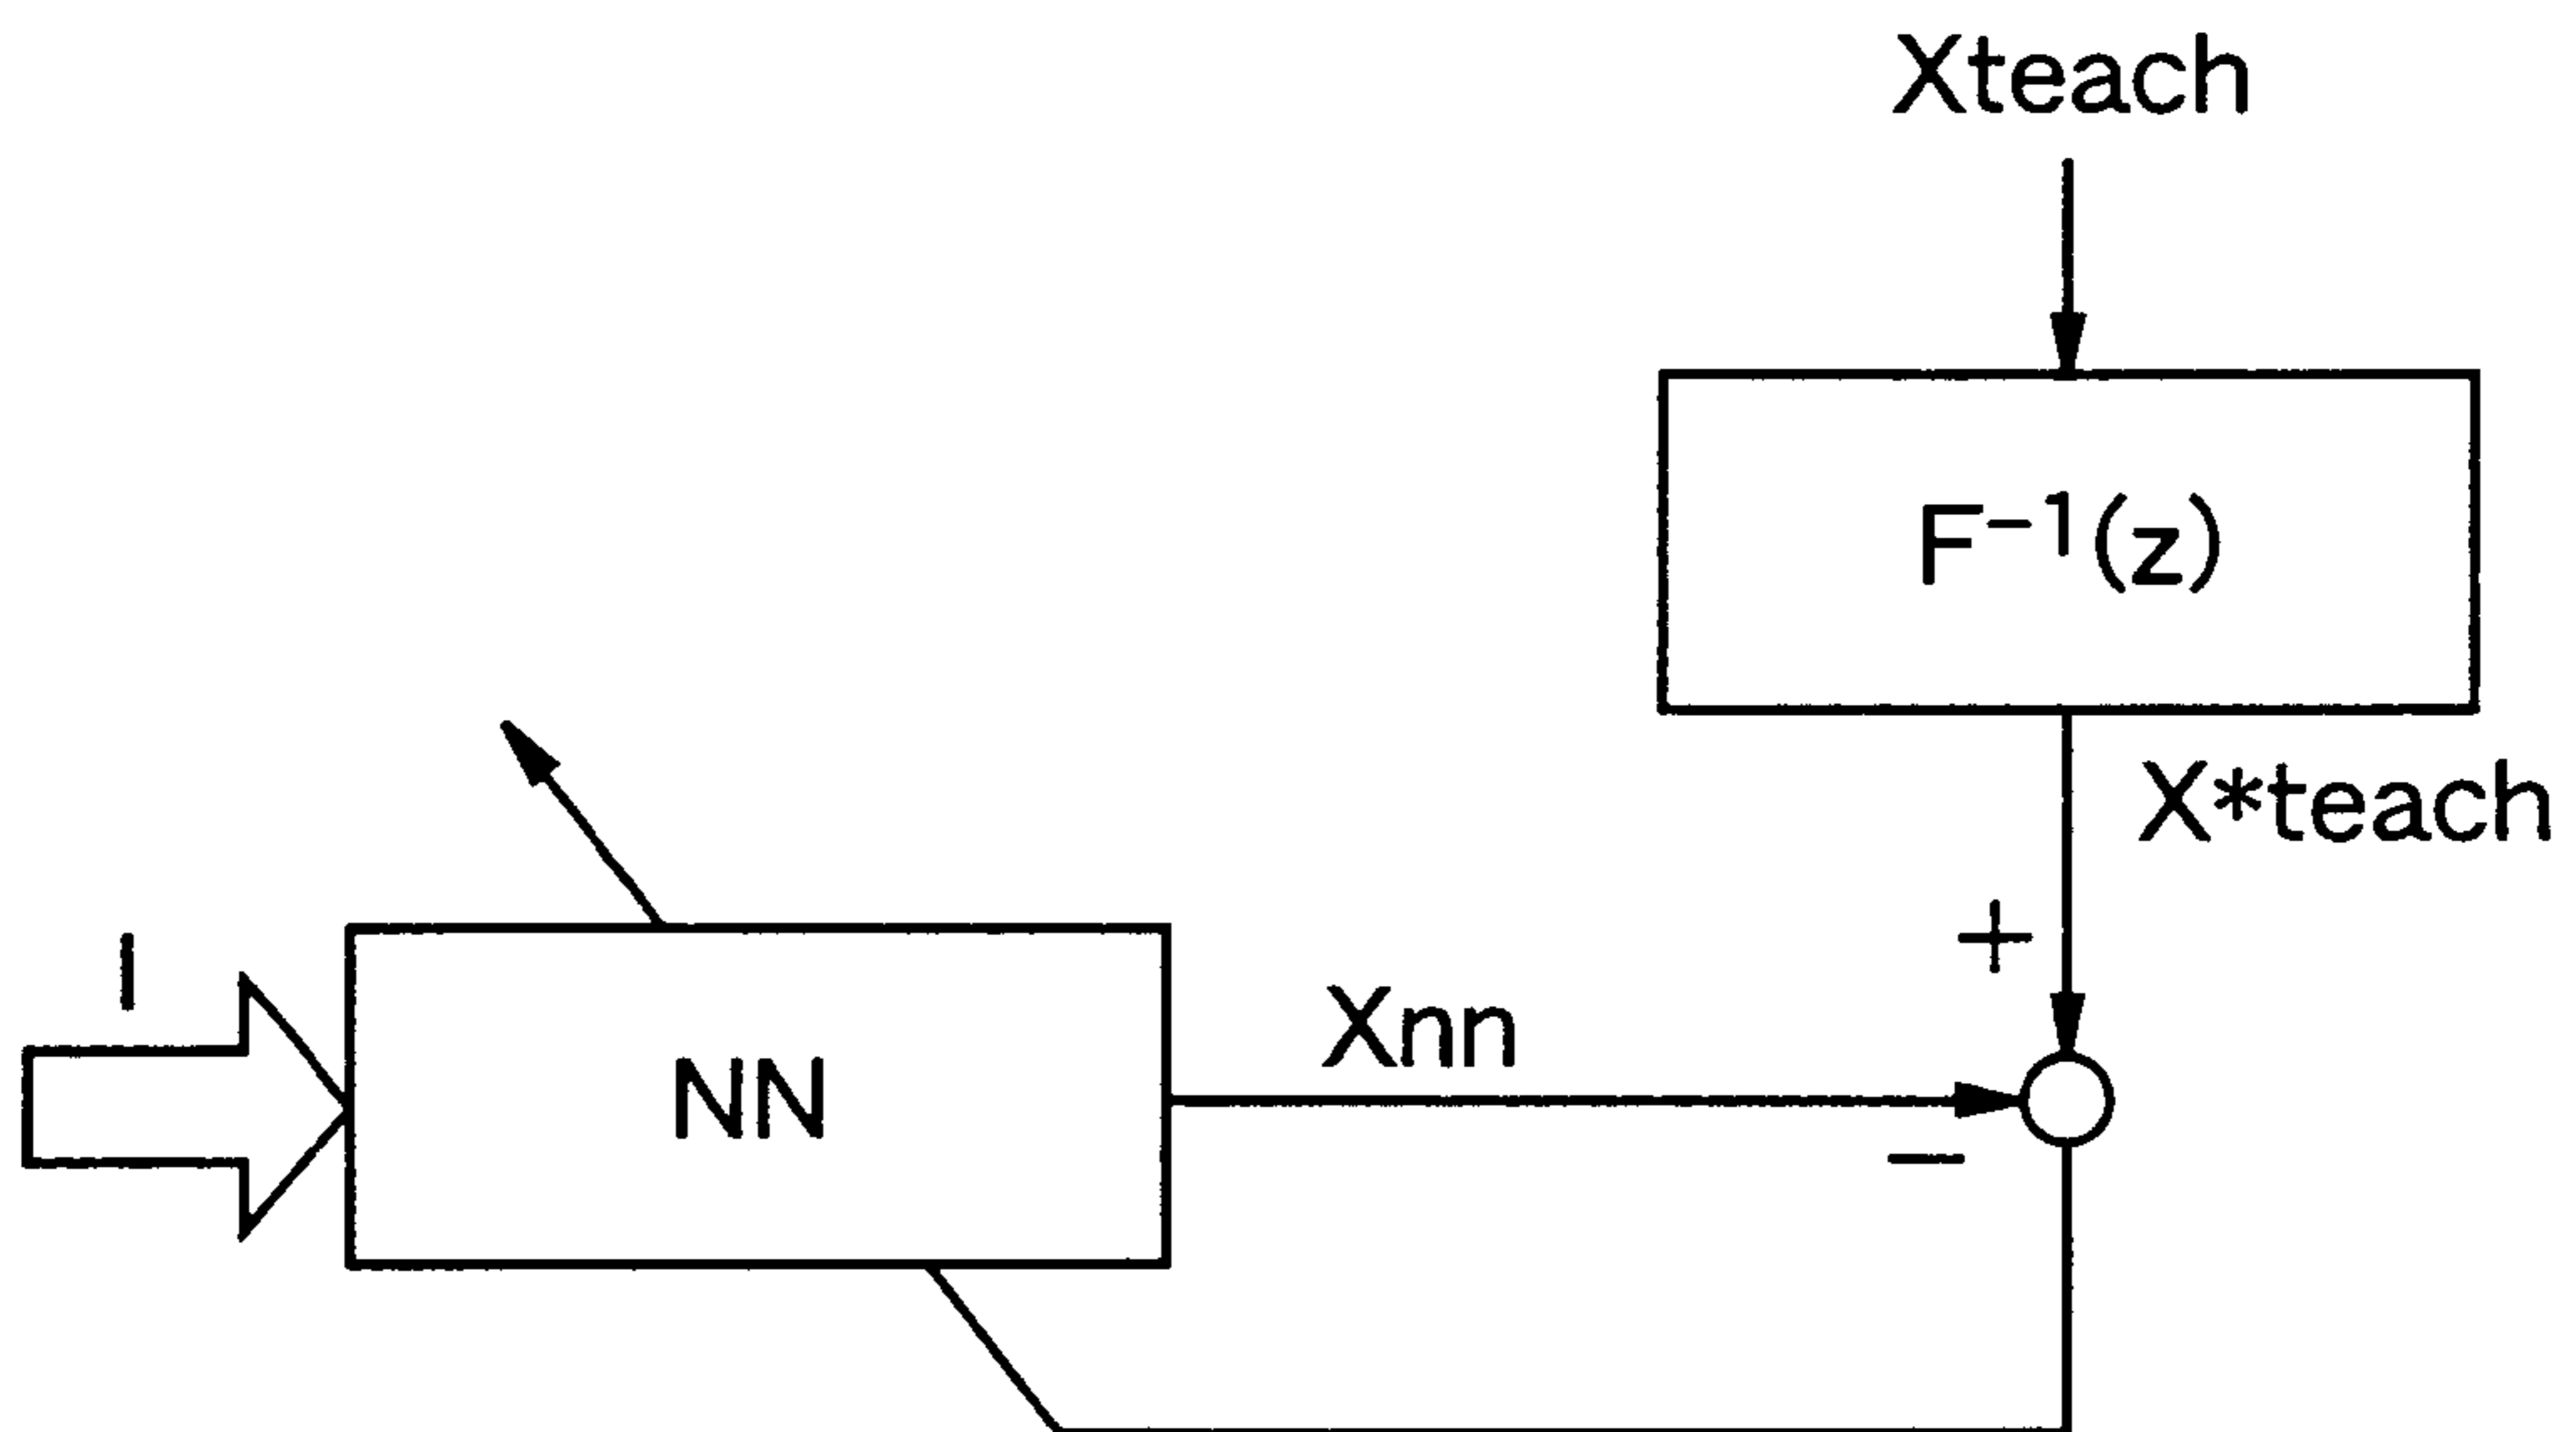 Xteach
F⁻¹(z)
X*teach
+
I
Xnn
NN
−